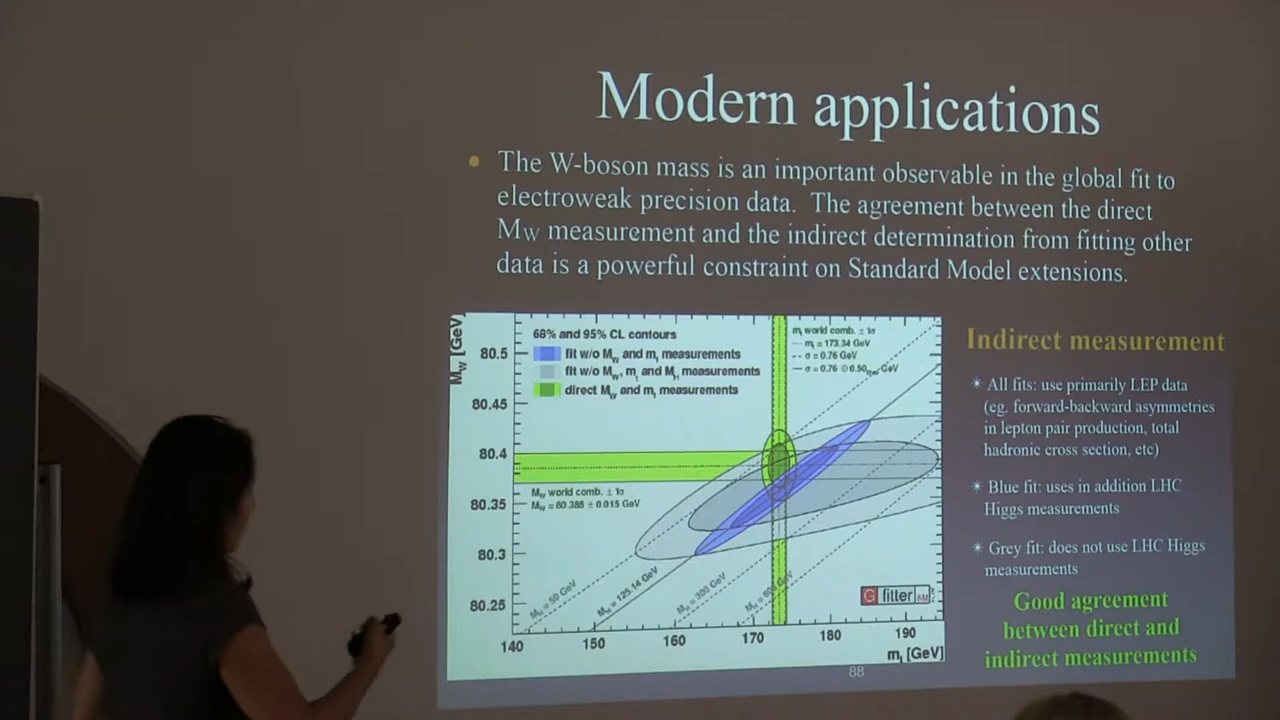 Modern applications
• The W-boson mass is an important observable in the global fit to
electroweak precision data. The agreement between the direct
MW measurement and the indirect determination from fitting other
data is a powerful constraint on Standard Model extensions.
MW [GeV]
80.5
80.45
80.4
80.35
80.3
80.25
140
150
160
170
180
190
mt [GeV]
68% and 95% CL contours
fit w/o MW and mt measurements
fit w/o MW, mt and MH measurements
direct MW and mt measurements
mt world comb. ± 1σ
mt = 173.34 GeV
σ = 0.76 GeV
σ = 0.76 ⊕ 0.50 GeV
MW world comb. ± 1σ
MW = 80.385 ± 0.015 GeV
MH = 50 GeV
MH = 125.14 GeV
MH = 300 GeV
G fitter SM
Indirect measurement
* All fits: use primarily LEP data
(eg. forward-backward asymmetries
in lepton pair production, total
hadronic cross section, etc)
* Blue fit: uses in addition LHC
Higgs measurements
* Grey fit: does not use LHC Higgs
measurements
Good agreement
between direct and
indirect measurements
88